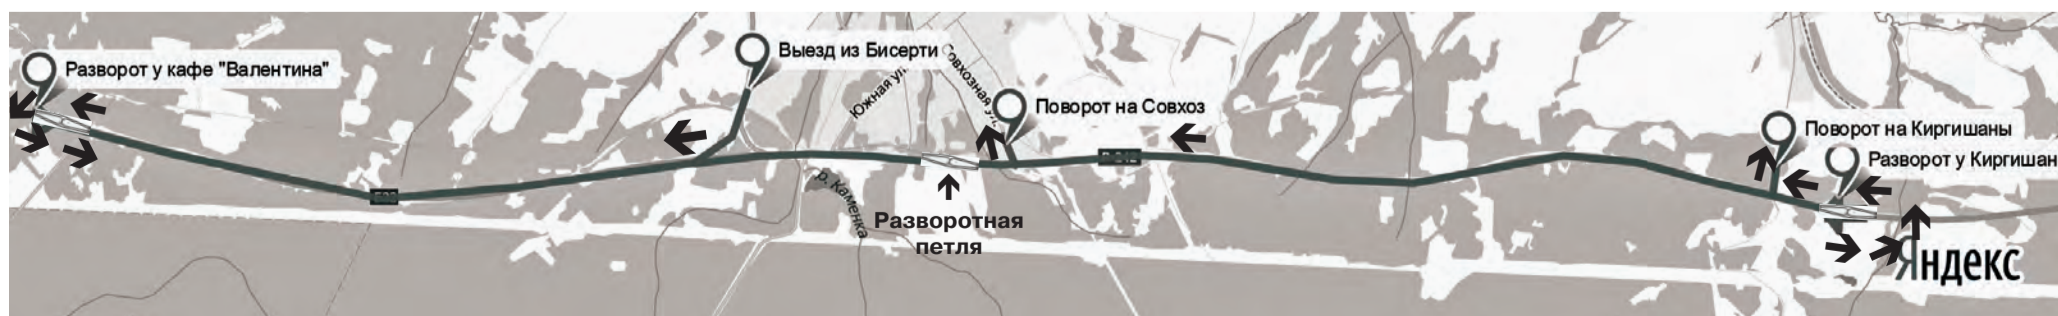 Разворот у кафе "Валентина"
Выезд из Бисерти
Южная ул.
Совхозная ул.
Поворот на Совхоз
р. Каменка
Разворотная
петля
Поворот на Киргишаны
Разворот у Киргишан
Яндекс